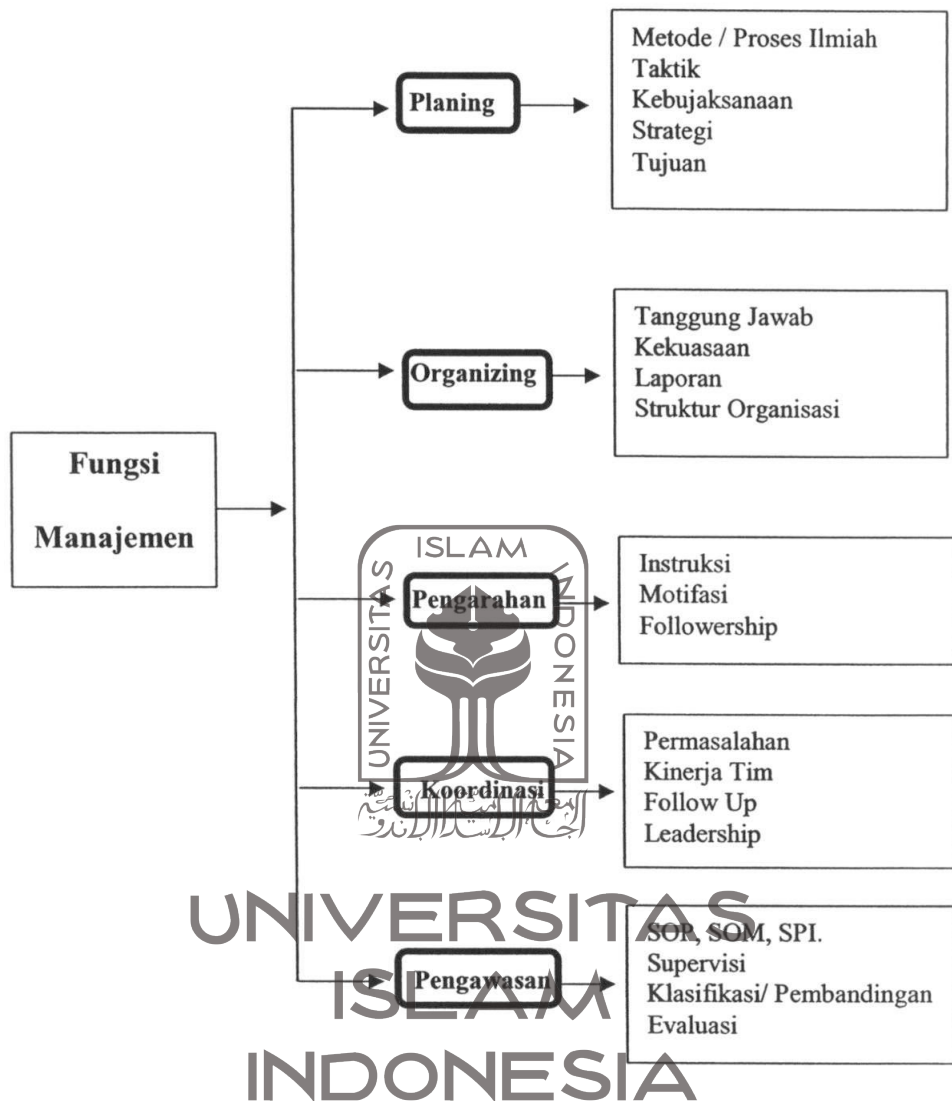 Fungsi
Manajemen
Planing
Metode / Proses Ilmiah
Taktik
Kebujaksanaan
Strategi
Tujuan
Organizing
Tanggung Jawab
Kekuasaan
Laporan
Struktur Organisasi
Pengarahan
Instruksi
Motifasi
Followership
Koordinasi
Permasalahan
Kinerja Tim
Follow Up
Leadership
Pengawasan
SOP, SOM, SPI.
Supervisi
Klasifikasi/ Pembandingan
Evaluasi
UNIVERSITAS
ISLAM
INDONESIA
UNIVERSITAS
ISLAM
INDONESIA